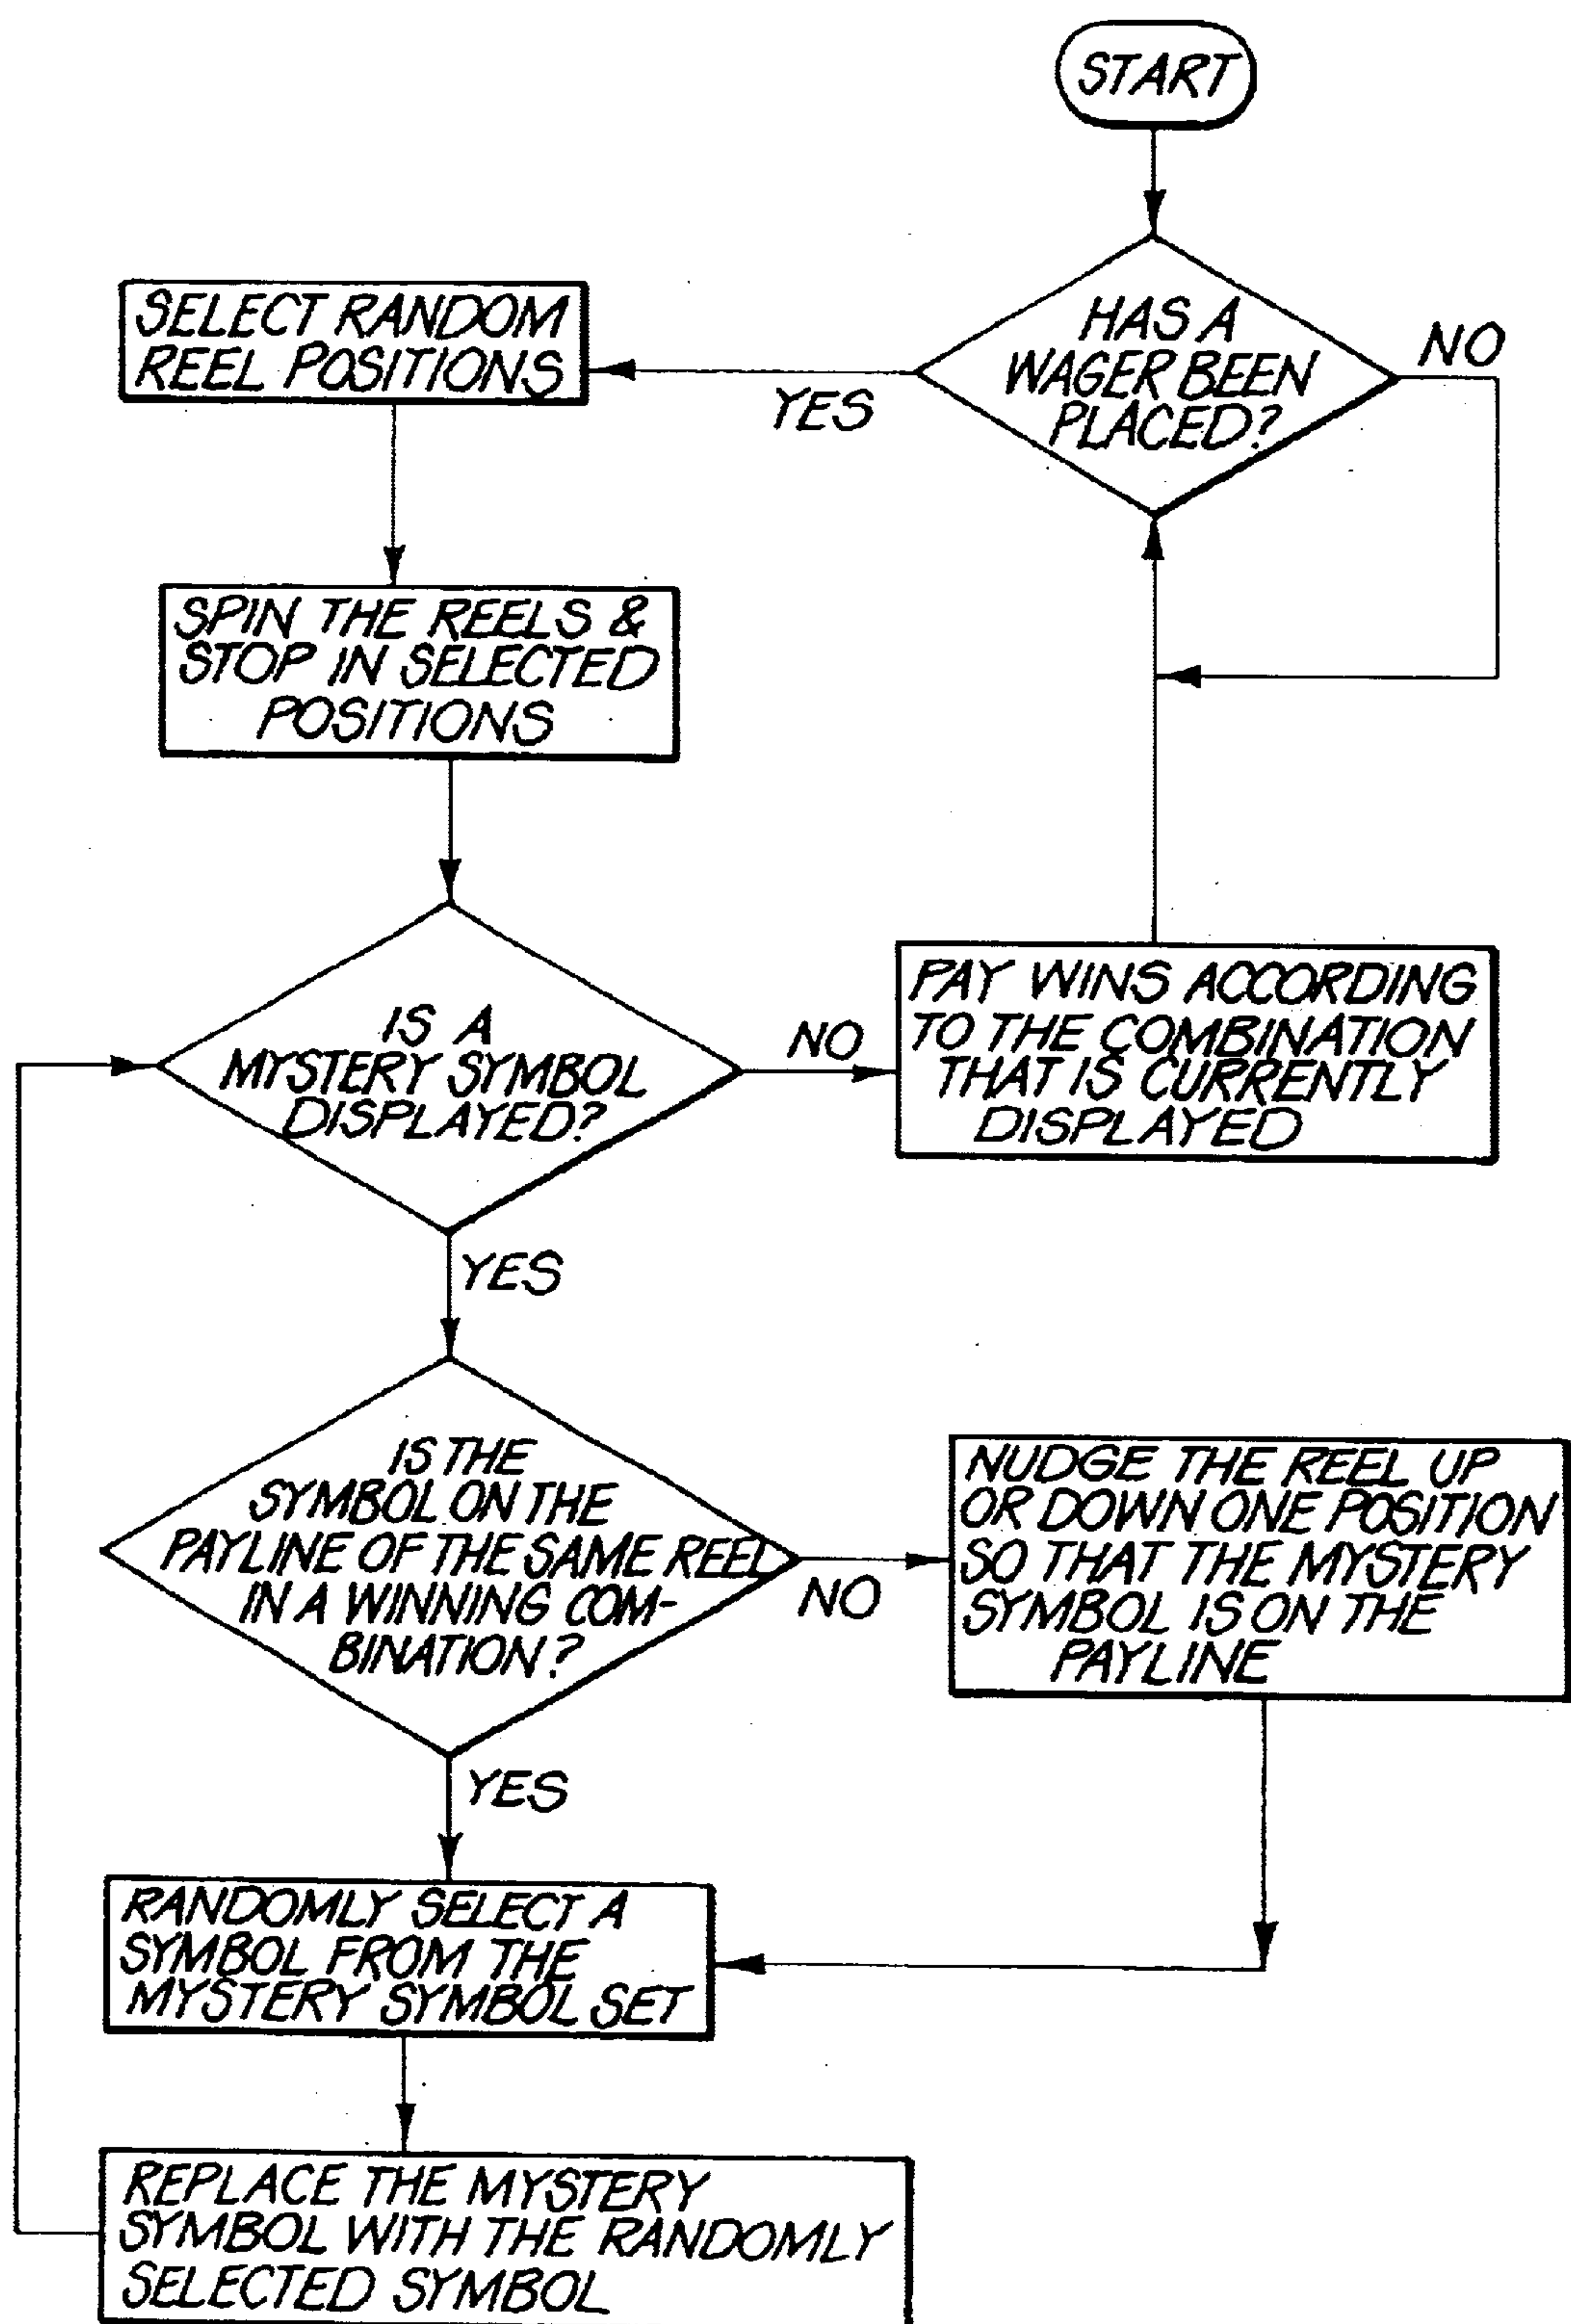 START
HAS A
WAGER BEEN
PLACED?
NO
YES
SELECT RANDOM
REEL POSITIONS
SPIN THE REELS &
STOP IN SELECTED
POSITIONS
IS A
MYSTERY SYMBOL
DISPLAYED?
NO
PAY WINS ACCORDING
TO THE COMBINATION
THAT IS CURRENTLY
DISPLAYED
YES
IS THE
SYMBOL ON THE
PAYLINE OF THE SAME REEL
IN A WINNING COM-
BINATION?
NO
NUDGE THE REEL UP
OR DOWN ONE POSITION
SO THAT THE MYSTERY
SYMBOL IS ON THE
PAYLINE
YES
RANDOMLY SELECT A
SYMBOL FROM THE
MYSTERY SYMBOL SET
REPLACE THE MYSTERY
SYMBOL WITH THE RANDOMLY
SELECTED SYMBOL